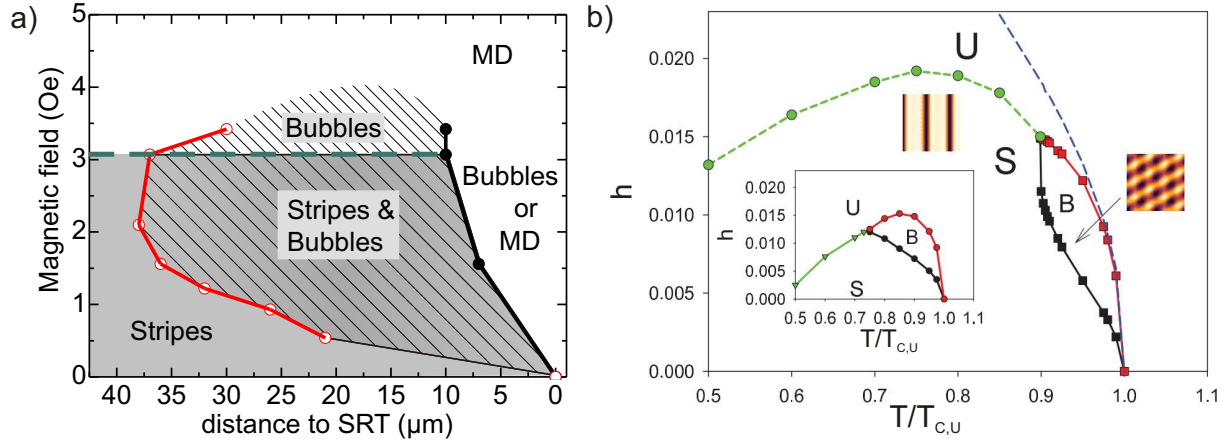 a)
MD
Bubbles
Bubbles
or
MD
Stripes &
Bubbles
Stripes
Magnetic field (Oe)
5
4
3
2
1
0
40 35 30 25 20 15 10 5 0
distance to SRT (μm)
b)
U
S
B
h
0.020
0.015
0.010
0.005
0.000
0.5 0.6 0.7 0.8 0.9 1.0 1.1
T/T_C,U
U
B
S
h
0.020
0.015
0.010
0.005
0.000
0.5 0.6 0.7 0.8 0.9 1.0
T/T_C,U